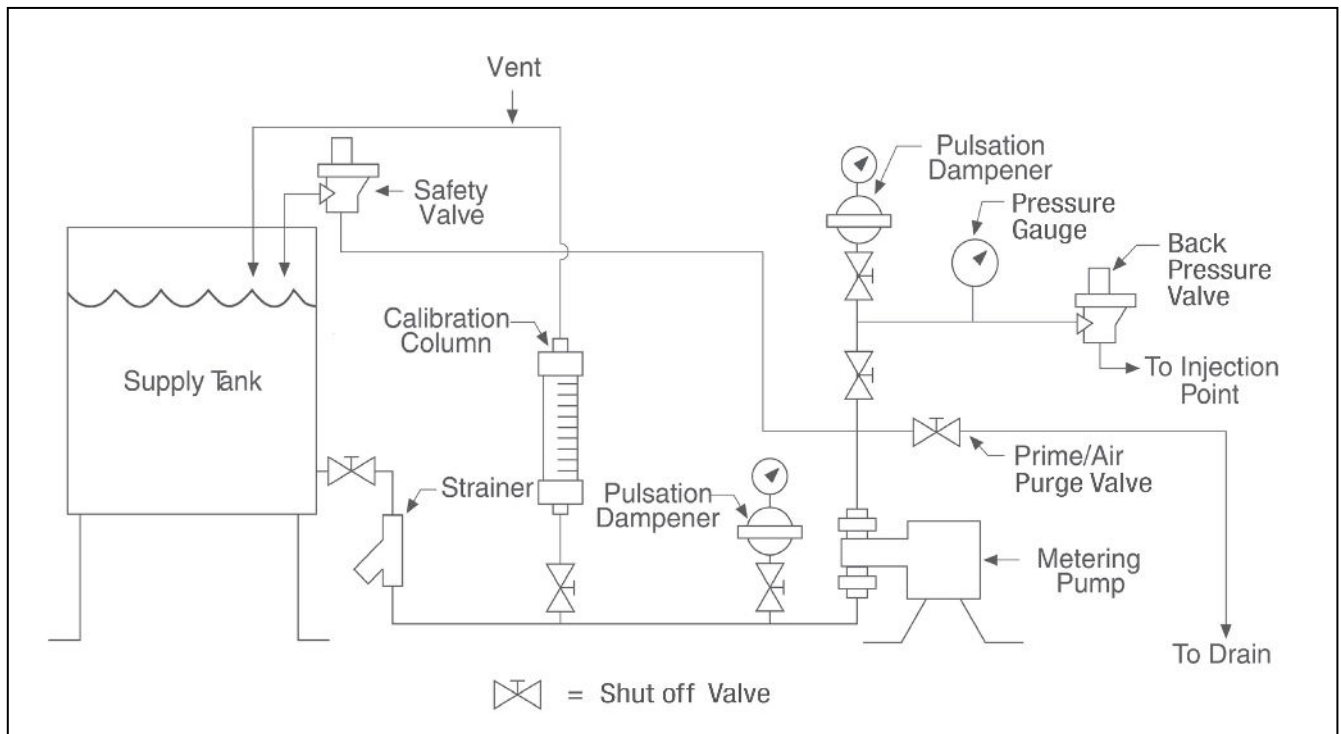 Vent
Pulsation
Dampener
Safety
Valve
Pressure
Gauge
Back
Pressure
Valve
Calibration
Column
Supply Tank
To Injection
Point
Strainer
Pulsation
Dampener
Prime/Air
Purge Valve
Metering
Pump
To Drain
= Shut off Valve